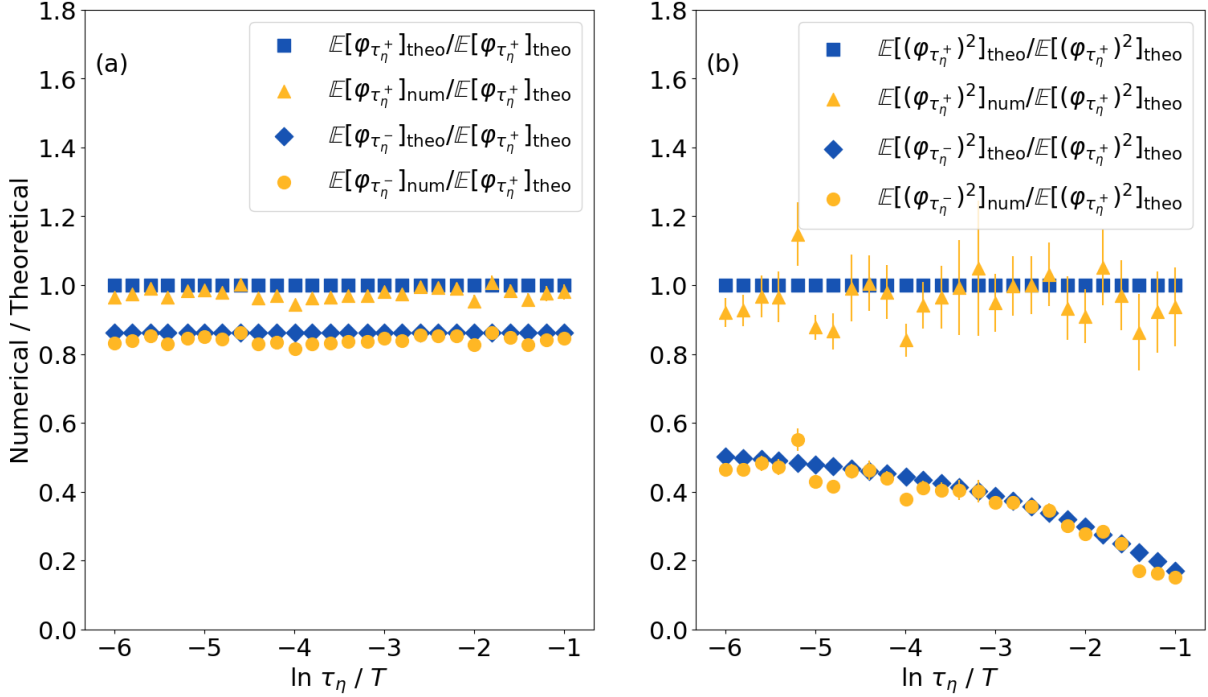 (a)
𝔼[φ_{τ_η^+}]_theo/𝔼[φ_{τ_η^+}]_theo
𝔼[φ_{τ_η^+}]_num/𝔼[φ_{τ_η^+}]_theo
𝔼[φ_{τ_η^-}]_theo/𝔼[φ_{τ_η^+}]_theo
𝔼[φ_{τ_η^-}]_num/𝔼[φ_{τ_η^+}]_theo
Numerical / Theoretical
1.8
1.6
1.4
1.2
1.0
0.8
0.6
0.4
0.2
0.0
−6 −5 −4 −3 −2 −1
ln τ_η / T
(b)
𝔼[(φ_{τ_η^+})^2]_theo/𝔼[(φ_{τ_η^+})^2]_theo
𝔼[(φ_{τ_η^+})^2]_num/𝔼[(φ_{τ_η^+})^2]_theo
𝔼[(φ_{τ_η^-})^2]_theo/𝔼[(φ_{τ_η^+})^2]_theo
𝔼[(φ_{τ_η^-})^2]_num/𝔼[(φ_{τ_η^+})^2]_theo
1.8
1.6
1.4
1.2
1.0
0.8
0.6
0.4
0.2
0.0
−6 −5 −4 −3 −2 −1
ln τ_η / T